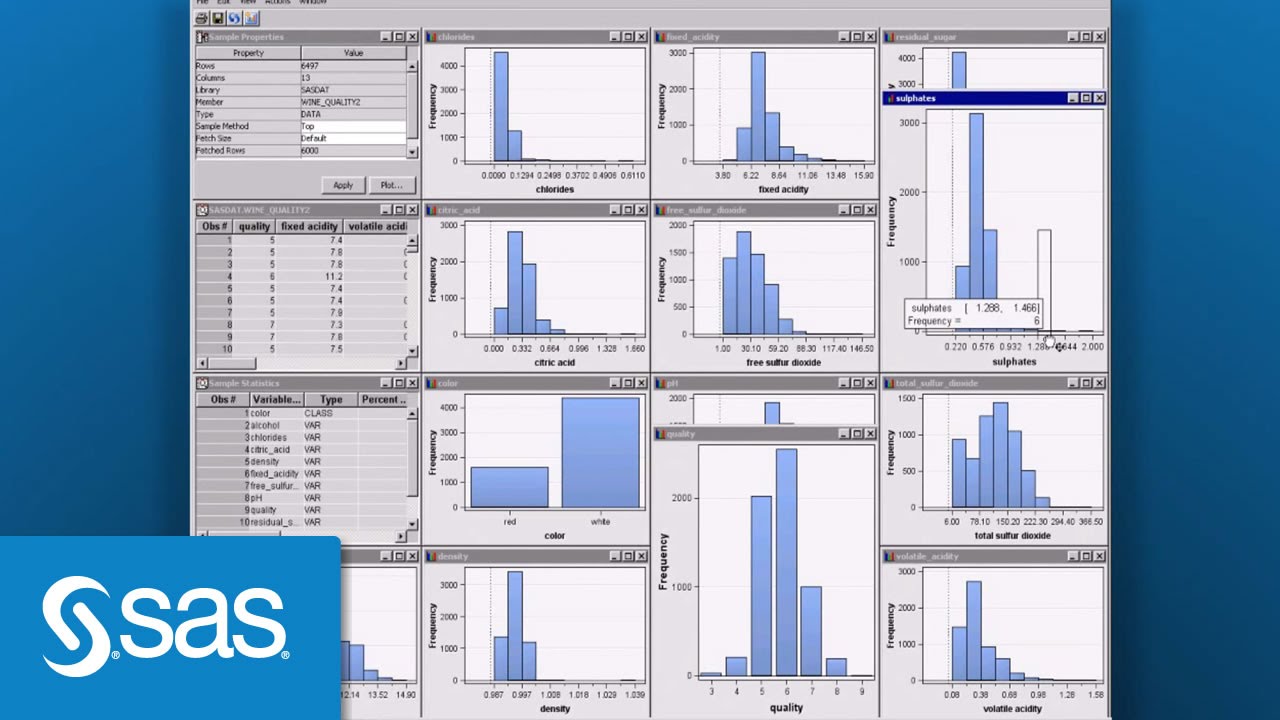 File Edit View Actions Window
Sample Properties
Property Value
Rows 6497
Columns 13
Library SASDAT
Member WINE_QUALITY2
Type DATA
Sample Method Top
Fetch Size Default
Fetched Rows 6000
Apply Plot...
chlorides
Frequency
4000
3000
2000
1000
0
0.0000 0.1294 0.2498 0.3702 0.4906 0.6110
chlorides
fixed_acidity
Frequency
3000
2000
1000
0
3.80 6.22 8.64 11.06 13.48 15.90
fixed acidity
residual_sugar
4000
3000
sulphates
Frequency
3000
2000
1000
0
sulphates [ 1.288, 1.466]
Frequency = 6
0.220 0.576 0.932 2.000
sulphates
SASDAT.WINE_QUALITY2
Obs # quality fixed acidity volatile acidi
1 5 7.4
2 5 7.8
3 5 7.8
4 6 11.2
5 5 7.4
6 5 7.4
7 5 7.9
8 7 7.3
9 7 7.8
10 5 7.5
citric_acid
Frequency
3000
2000
1000
0
0.000 0.332 0.664 0.996 1.328 1.660
citric acid
free_sulfur_dioxide
Frequency
2000
1500
1000
500
0
1.00 30.10 59.20 88.30 117.40 146.50
free sulfur dioxide
Sample Statistics
Obs # Variable... Type Percent ..
1 color CLASS
2 alcohol VAR
3 chlorides VAR
4 citric_acid VAR
5 density VAR
6 fixed_acidity VAR
7 free_sulfur... VAR
8 pH VAR
9 quality VAR
10 residual_s... VAR
color
Frequency
4000
3000
2000
1000
0
red white
color
pH
2000
quality
Frequency
2000
1000
0
3 4 5 6 7 8 9
quality
total_sulfur_dioxide
Frequency
1500
1000
500
0
6.00 78.10 150.20 222.30 294.40 366.50
total sulfur dioxide
sas
12.14 13.52 14.90
density
Frequency
3000
2000
1000
0
0.987 0.997 1.008 1.018 1.029 1.039
density
volatile_acidity
Frequency
3000
2000
1000
0
0.08 0.38 0.68 0.98 1.28 1.58
volatile acidity